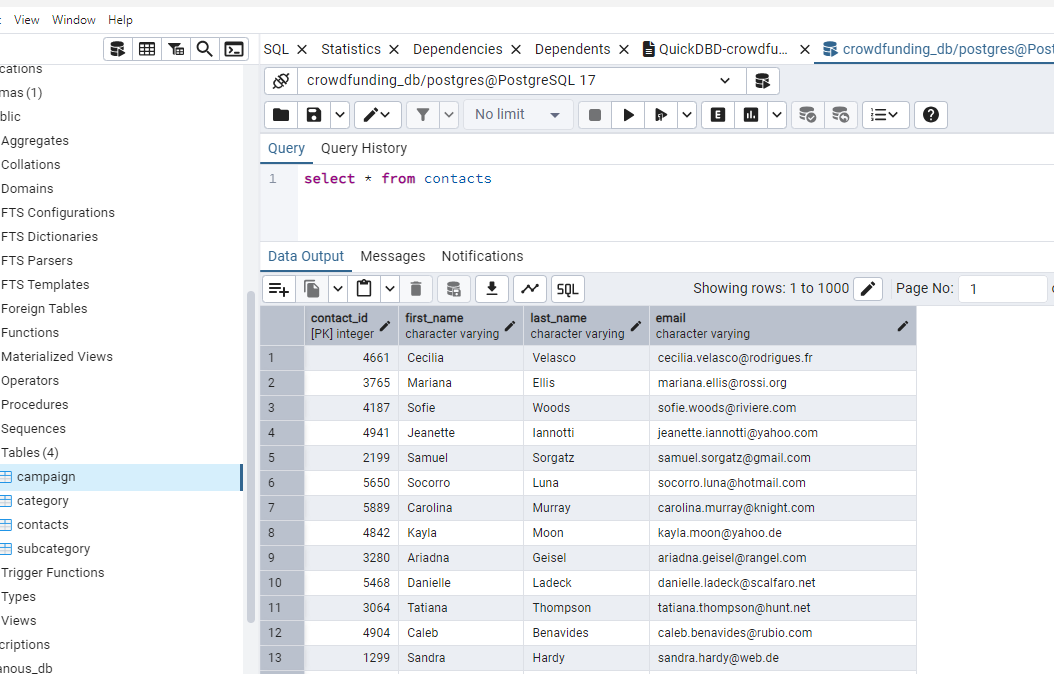 View Window Help
SQL Statistics Dependencies Dependents QuickDBD-crowdfu... crowdfunding_db/postgres@Post
crowdfunding_db/postgres@PostgreSQL 17
No limit
E
Query Query History
1 select * from contacts
Data Output Messages Notifications
SQL Showing rows: 1 to 1000 Page No: 1
contact_id first_name last_name email
[PK] integer character varying character varying character varying
1 4661 Cecilia Velasco cecilia.velasco@rodrigues.fr
2 3765 Mariana Ellis mariana.ellis@rossi.org
3 4187 Sofie Woods sofie.woods@riviere.com
4 4941 Jeanette Iannotti jeanette.iannotti@yahoo.com
5 2199 Samuel Sorgatz samuel.sorgatz@gmail.com
6 5650 Socorro Luna socorro.luna@hotmail.com
7 5889 Carolina Murray carolina.murray@knight.com
8 4842 Kayla Moon kayla.moon@yahoo.de
9 3280 Ariadna Geisel ariadna.geisel@rangel.com
10 5468 Danielle Ladeck danielle.ladeck@scalfaro.net
11 3064 Tatiana Thompson tatiana.thompson@hunt.net
12 4904 Caleb Benavides caleb.benavides@rubio.com
13 1299 Sandra Hardy sandra.hardy@web.de
cations
mas (1)
blic
Aggregates
Collations
Domains
FTS Configurations
FTS Dictionaries
FTS Parsers
FTS Templates
Foreign Tables
Functions
Materialized Views
Operators
Procedures
Sequences
Tables (4)
campaign
category
contacts
subcategory
Trigger Functions
Types
Views
criptions
anous_db